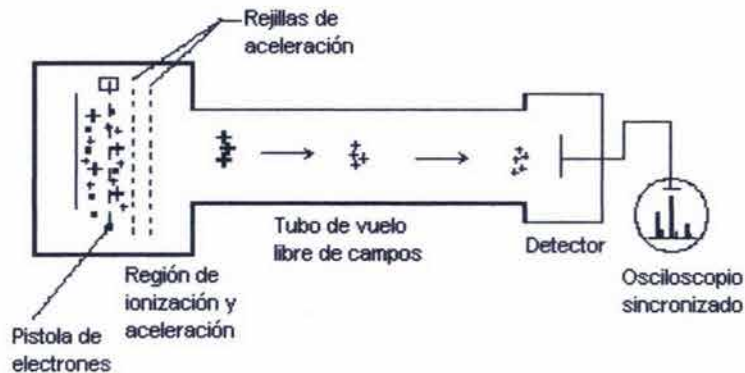 Rejillas de
aceleración
Tubo de vuelo
libre de campos
Detector
Osciloscopio
sincronizado
Región de
ionización y
aceleración
Pistola de
electrones